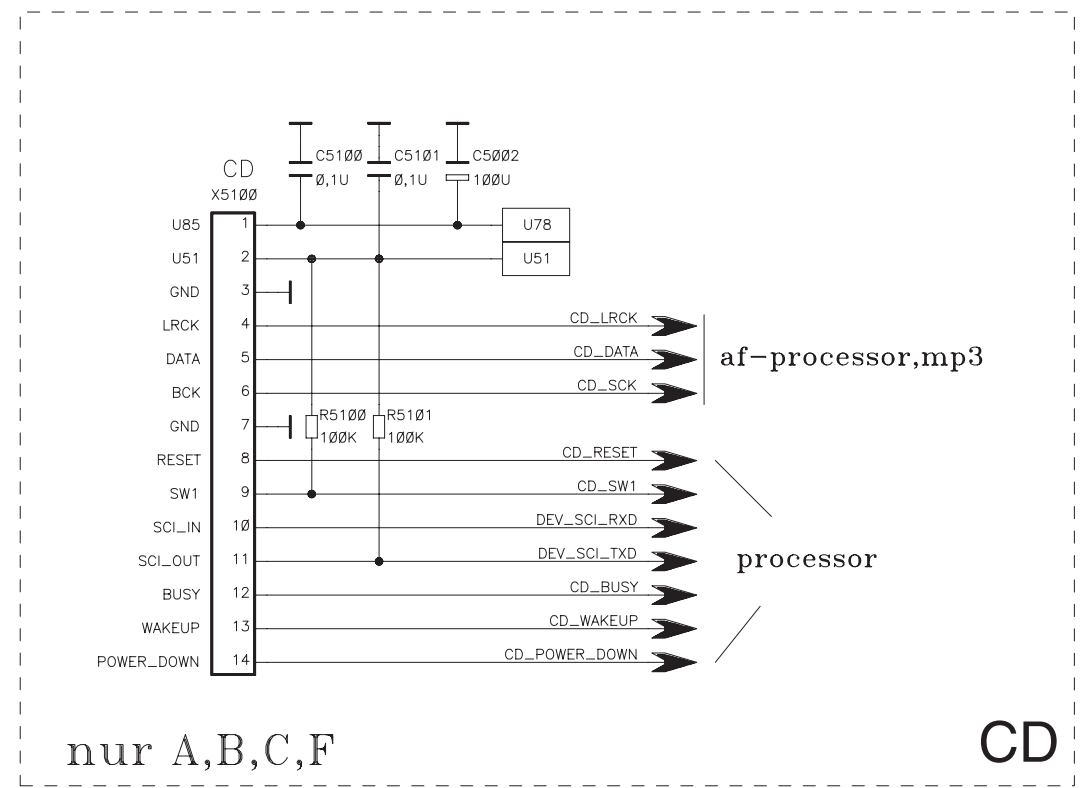 C5100 C5101 C5002
CD
0,1U 0,1U 100U
X5100
U85 1 U78
U51 2 U51
GND 3
LRCK 4 CD_LRCK
DATA 5 CD_DATA af-processor,mp3
BCK 6 CD_SCK
R5100 R5101
GND 7
100K 100K
RESET 8 CD_RESET
SW1 9 CD_SW1
SCI_IN 10 DEV_SCI_RXD
SCI_OUT 11 DEV_SCI_TXD processor
BUSY 12 CD_BUSY
WAKEUP 13 CD_WAKEUP
POWER_DOWN 14 CD_POWER_DOWN
nur A,B,C,F CD